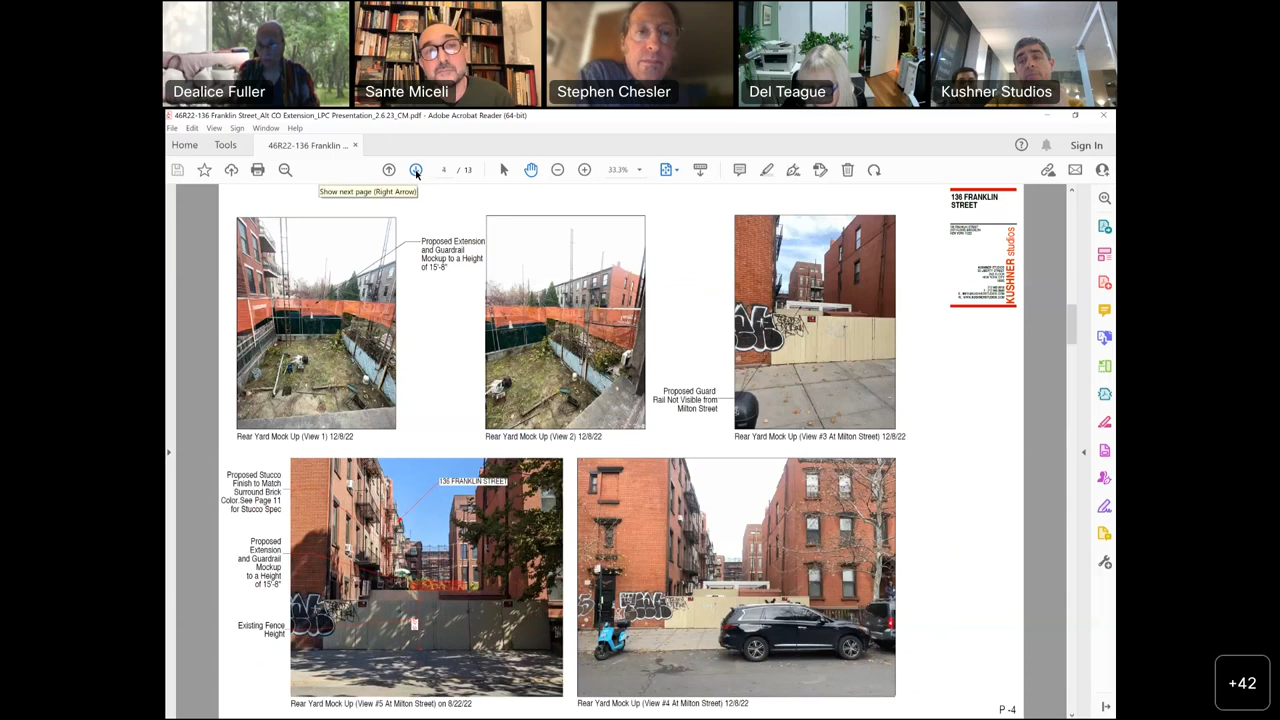 Dealice Fuller
Sante Miceli
Stephen Chesler
Del Teague
Kushner Studios
46R22-136 Franklin Street_Alt CO Extension_LPC Presentation_2.6.23_CM.pdf - Adobe Acrobat Reader (64-bit)
File Edit View Sign Window Help
Home Tools 46R22-136 Franklin ... × Sign In
4 / 13 33.3%
Show next page (Right Arrow)
136 FRANKLIN
STREET
KUSHNER studios
Proposed Extension
and Guardrail
Mockup to a Height
of 15'-8"
Proposed Guard
Rail Not Visible from
Milton Street
Rear Yard Mock Up (View 1) 12/8/22
Rear Yard Mock Up (View 2) 12/8/22
Rear Yard Mock Up (View #3 At Milton Street) 12/8/22
Proposed Stucco
Finish to Match
Surround Brick
Color.See Page 11
for Stucco Spec
136 FRANKLIN STREET
Proposed
Extension
and Guardrail
Mockup
to a Height
of 15'-8"
Existing Fence
Height
Rear Yard Mock Up (View #5 At Milton Street) on 8/22/22
Rear Yard Mock Up (View #4 At Milton Street) 12/8/22
P -4
+42